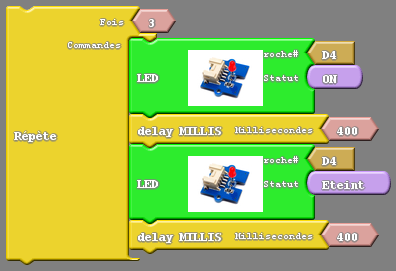 Fois 3
Commandes
roche# D4
LED
Statut ON
delay MILLIS Millisecondes 400
Répète
roche# D4
LED
Statut Eteint
delay MILLIS Millisecondes 400